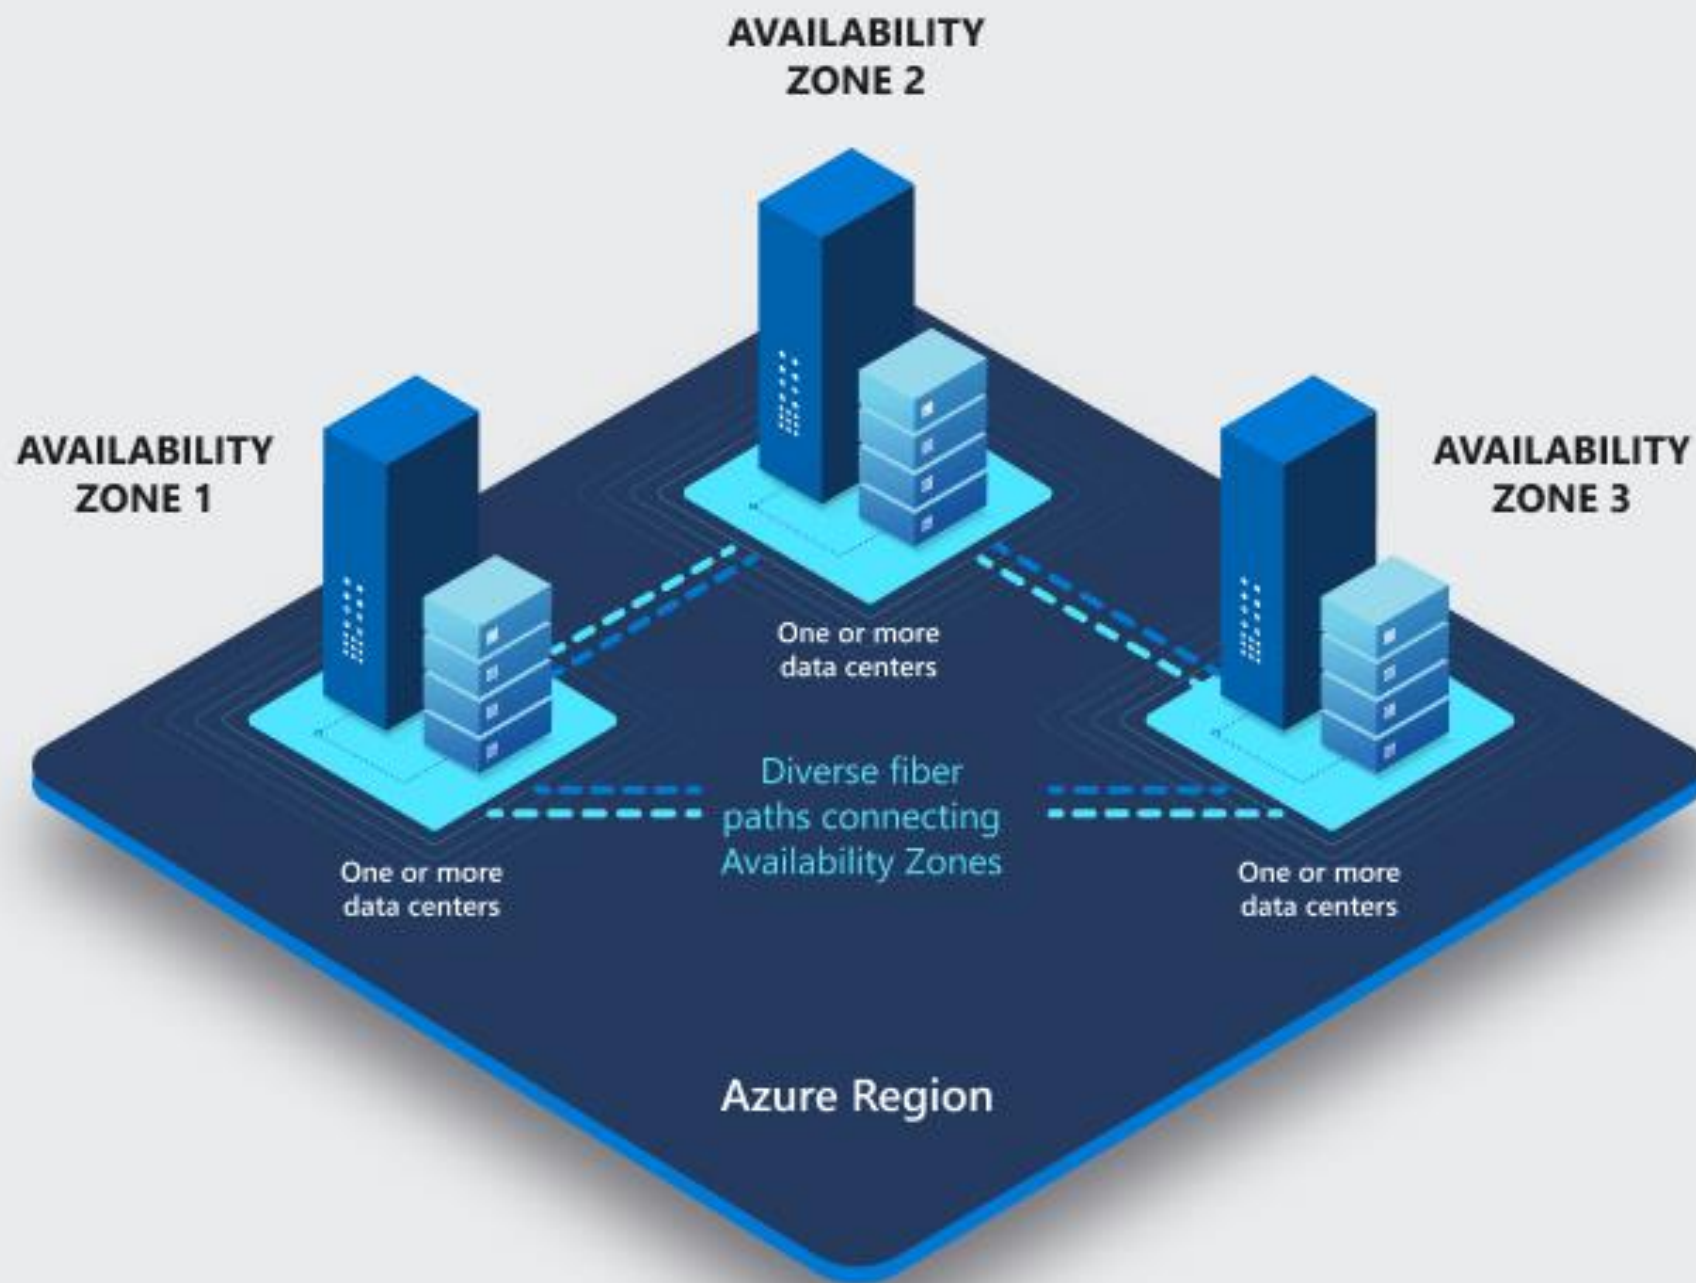 AVAILABILITY
ZONE 2
AVAILABILITY
ZONE 1
AVAILABILITY
ZONE 3
One or more
data centers
Diverse fiber
paths connecting
Availability Zones
One or more
data centers
One or more
data centers
Azure Region